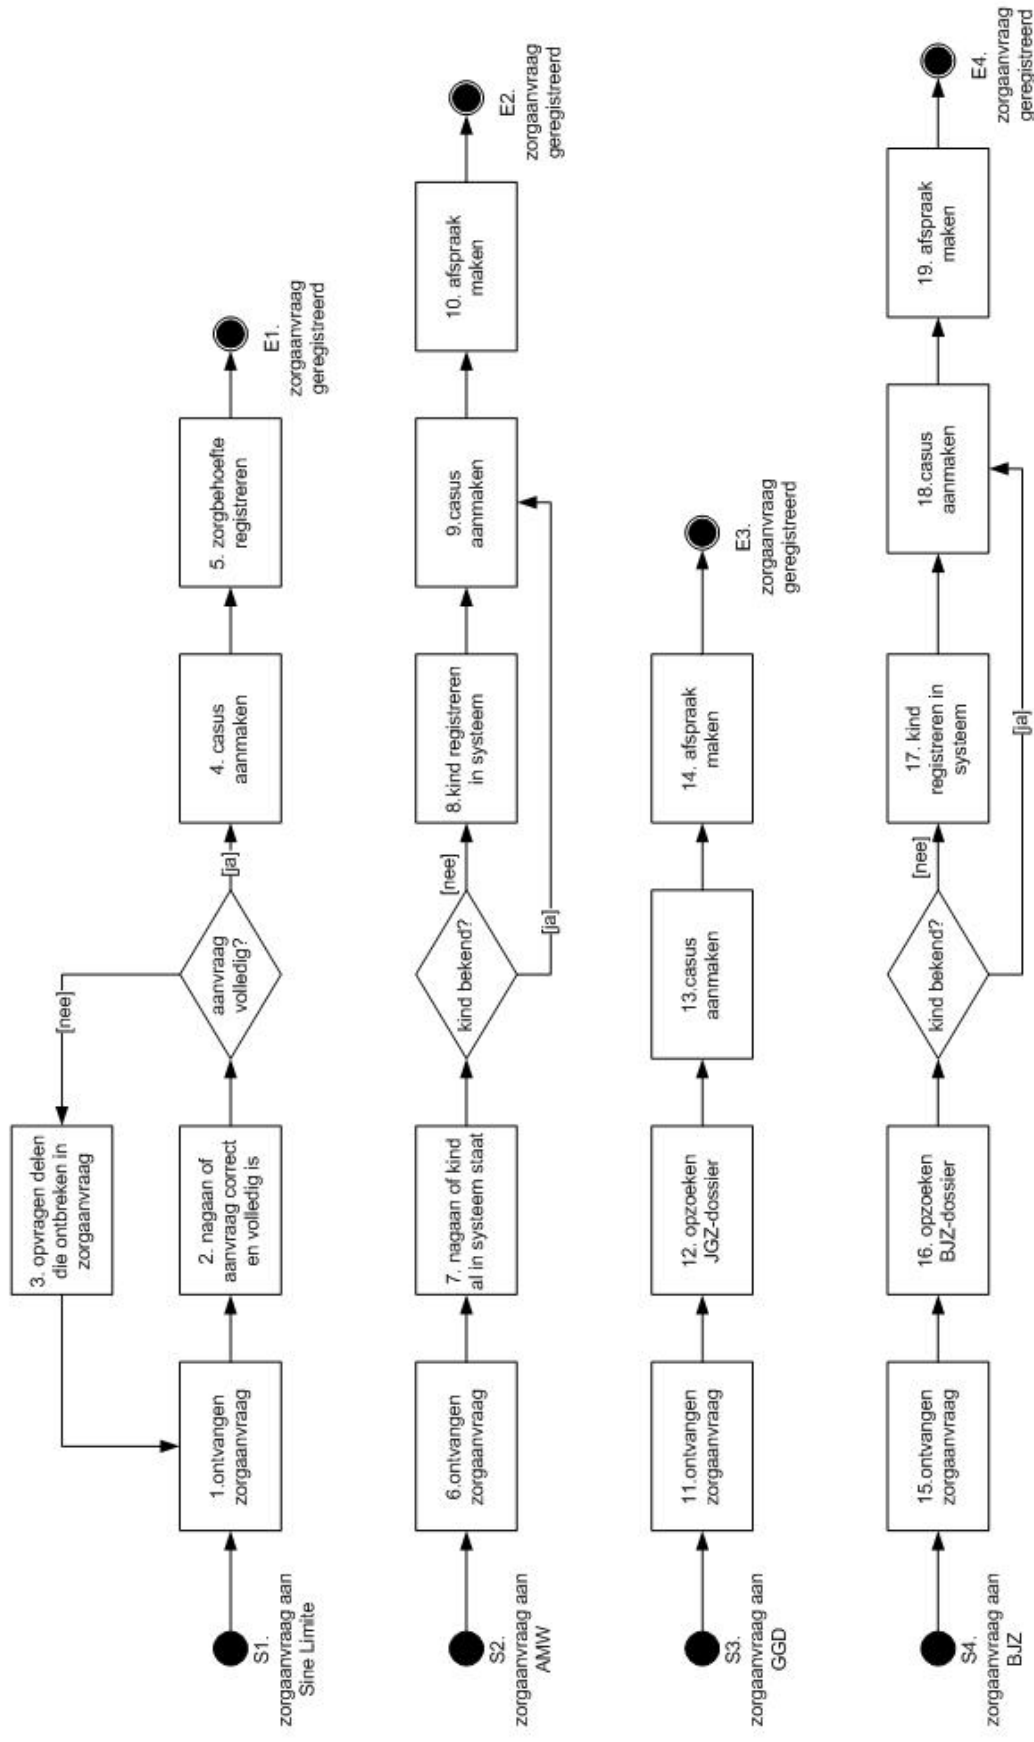 3. opvragen delen
die ontbreken in
zorgaanvraag
[nee]
S1.
zorgaanvraag aan
Sine Limite
1.ontvangen
zorgaanvraag
2. nagaan of
aanvraag correct
en volledig is
aanvraag
volledig?
[ja]
4. casus
aanmaken
5. zorgbehoefte
registreren
E1.
zorgaanvraag
geregistreerd
S2.
zorgaanvraag aan
AMW
6.ontvangen
zorgaanvraag
7. nagaan of kind
al in systeem staat
kind bekend?
[nee]
[ja]
8.kind registreren
in systeem
9.casus
aanmaken
10. afspraak
maken
E2.
zorgaanvraag
geregistreerd
S3.
zorgaanvraag aan
GGD
11.ontvangen
zorgaanvraag
12. opzoeken
JGZ-dossier
13.casus
aanmaken
14. afspraak
maken
E3.
zorgaanvraag
geregistreerd
S4.
zorgaanvraag aan
BJZ
15.ontvangen
zorgaanvraag
16. opzoeken
BJZ-dossier
kind bekend?
[nee]
[ja]
17. kind
registreren in
systeem
18.casus
aanmaken
19. afspraak
maken
E4.
zorgaanvraag
geregistreerd